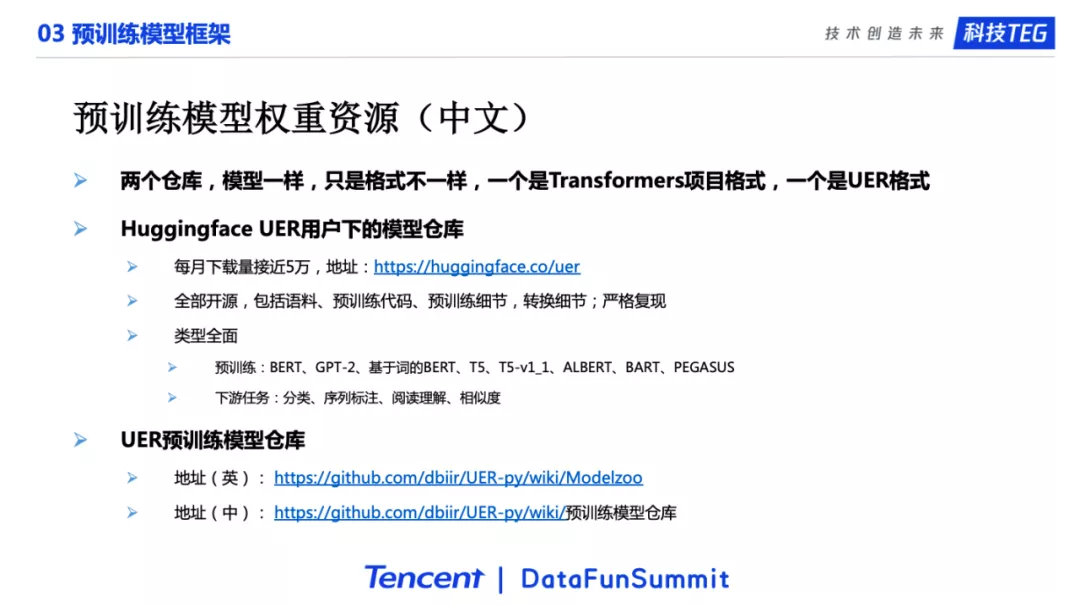 03 预训练模型框架
技术创造未来 科技TEG
预训练模型权重资源（中文）
两个仓库，模型一样，只是格式不一样，一个是Transformers项目格式，一个是UER格式
Huggingface UER用户下的模型仓库
每月下载量接近5万，地址：https://huggingface.co/uer
全部开源，包括语料、预训练代码、预训练细节，转换细节；严格复现
类型全面
预训练：BERT、GPT-2、基于词的BERT、T5、T5-v1_1、ALBERT、BART、PEGASUS
下游任务：分类、序列标注、阅读理解、相似度
UER预训练模型仓库
地址（英）： https://github.com/dbiir/UER-py/wiki/Modelzoo
地址（中）： https://github.com/dbiir/UER-py/wiki/预训练模型仓库
Tencent | DataFunSummit